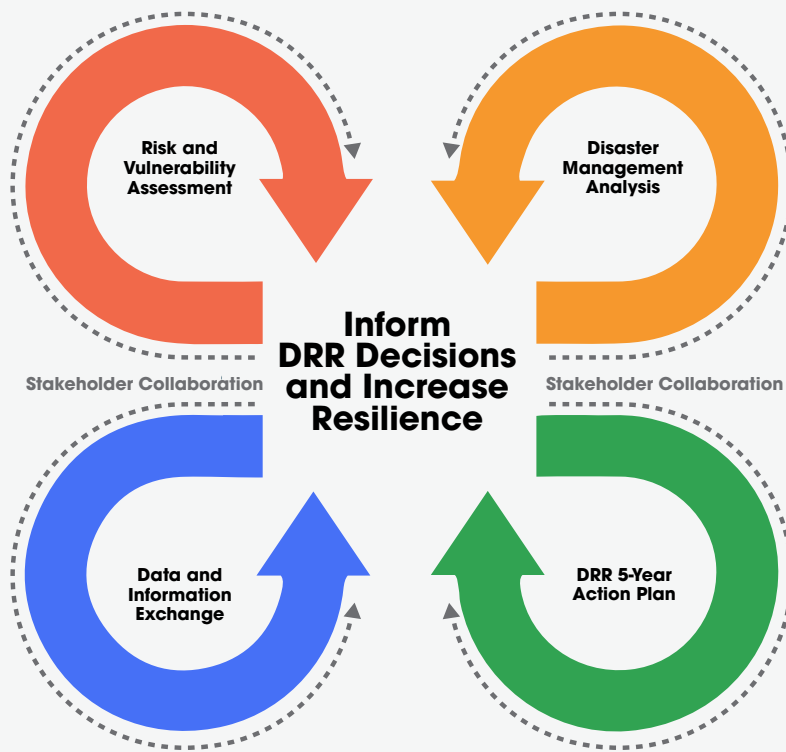 Risk and
Vulnerability
Assessment
Disaster
Management
Analysis
Inform
DRR Decisions
and Increase
Resilience
Stakeholder Collaboration
Stakeholder Collaboration
Data and
Information
Exchange
DRR 5-Year
Action Plan